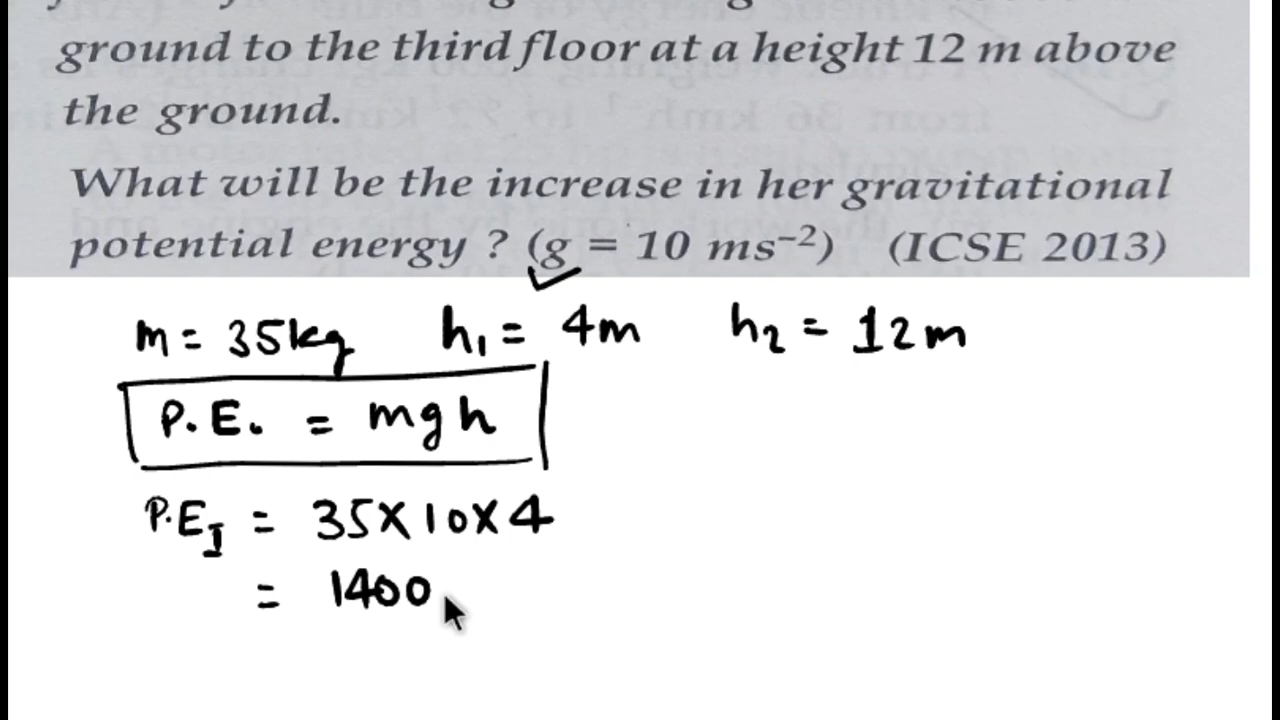 ground to the third floor at a height 12 m above
the ground.
What will be the increase in her gravitational
potential energy ? (g = 10 ms⁻²) (ICSE 2013)
m = 35kg h₁ = 4m h₂ = 12m
P.E. = mgh
P.E_I = 35×10×4
= 1400